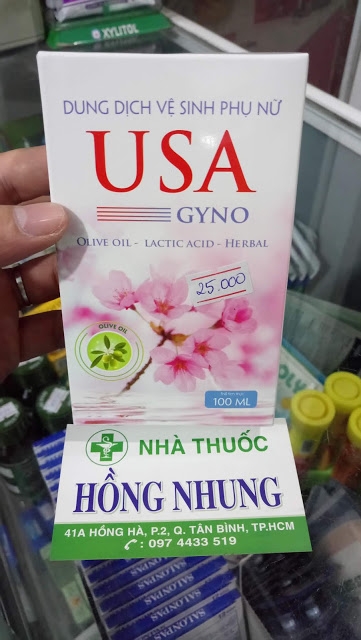 XYLITOL
DUNG DỊCH VỆ SINH PHỤ NỮ
USA
GYNO
OLIVE OIL - LACTIC ACID - HERBAL
25.000
OLIVE OIL
100 ML
NHÀ THUỐC
HỒNG NHUNG
41A HỒNG HÀ, P.2, Q. TÂN BÌNH, TP.HCM
: 097 4433 519
SALONPAS
SALONPAS